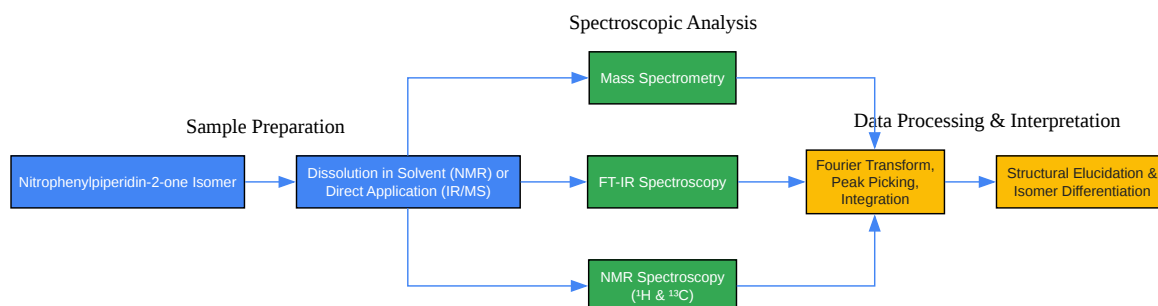 Spectroscopic Analysis
Mass Spectrometry
Sample Preparation
Data Processing & Interpretation
Nitrophenylpiperidin-2-one Isomer
Dissolution in Solvent (NMR) or
Direct Application (IR/MS)
FT-IR Spectroscopy
Fourier Transform,
Peak Picking,
Integration
Structural Elucidation &
Isomer Differentiation
NMR Spectroscopy
(¹H & ¹³C)